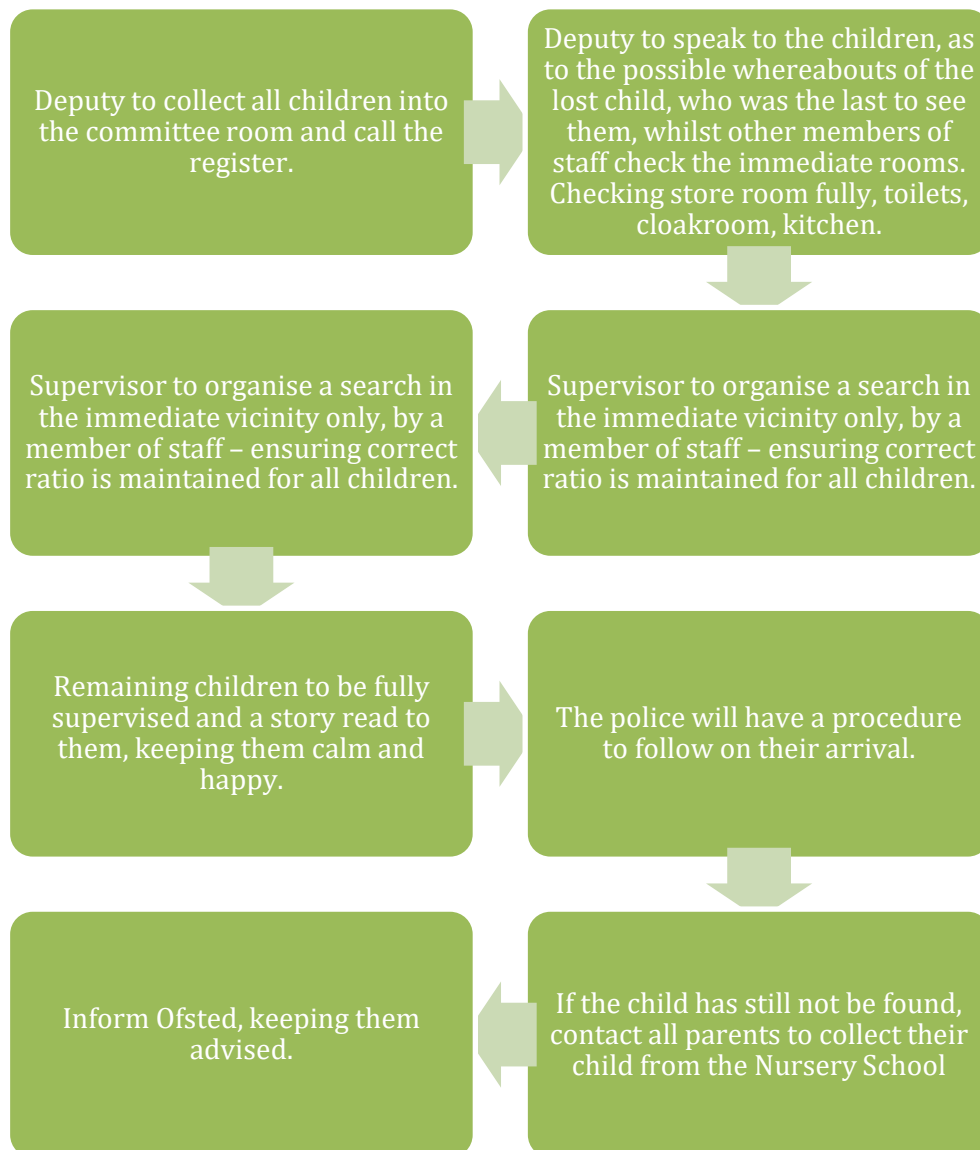 Deputy to collect all children into
the committee room and call the
register.
Deputy to speak to the children, as
to the possible whereabouts of the
lost child, who was the last to see
them, whilst other members of
staff check the immediate rooms.
Checking store room fully, toilets,
cloakroom, kitchen.
Supervisor to organise a search in
the immediate vicinity only, by a
member of staff – ensuring correct
ratio is maintained for all children.
Supervisor to organise a search in
the immediate vicinity only, by a
member of staff – ensuring correct
ratio is maintained for all children.
Remaining children to be fully
supervised and a story read to
them, keeping them calm and
happy.
The police will have a procedure
to follow on their arrival.
If the child has still not be found,
contact all parents to collect their
child from the Nursery School
Inform Ofsted, keeping them
advised.